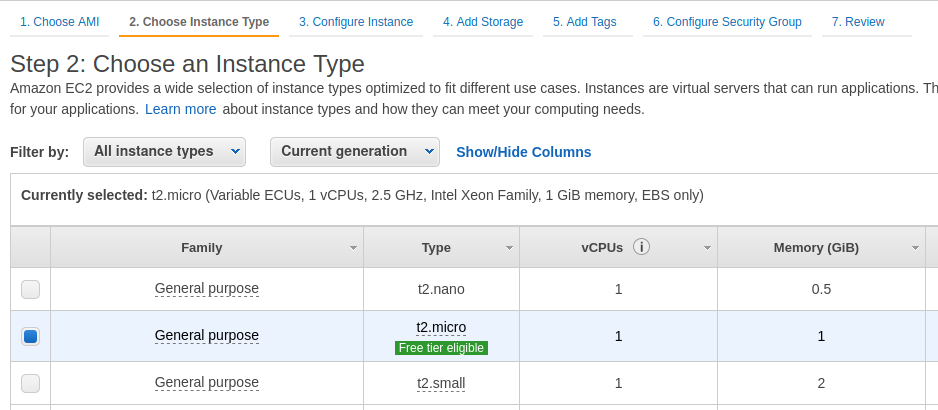 1. Choose AMI 2. Choose Instance Type 3. Configure Instance 4. Add Storage 5. Add Tags 6. Configure Security Group 7. Review
Step 2: Choose an Instance Type
Amazon EC2 provides a wide selection of instance types optimized to fit different use cases. Instances are virtual servers that can run applications.
for your applications. Learn more about instance types and how they can meet your computing needs.
Filter by: All instance types Current generation Show/Hide Columns
Currently selected: t2.micro (Variable ECUs, 1 vCPUs, 2.5 GHz, Intel Xeon Family, 1 GiB memory, EBS only)
Family Type vCPUs i Memory (GiB)
General purpose t2.nano 1 0.5
General purpose t2.micro 1 1
Free tier eligible
General purpose t2.small 1 2